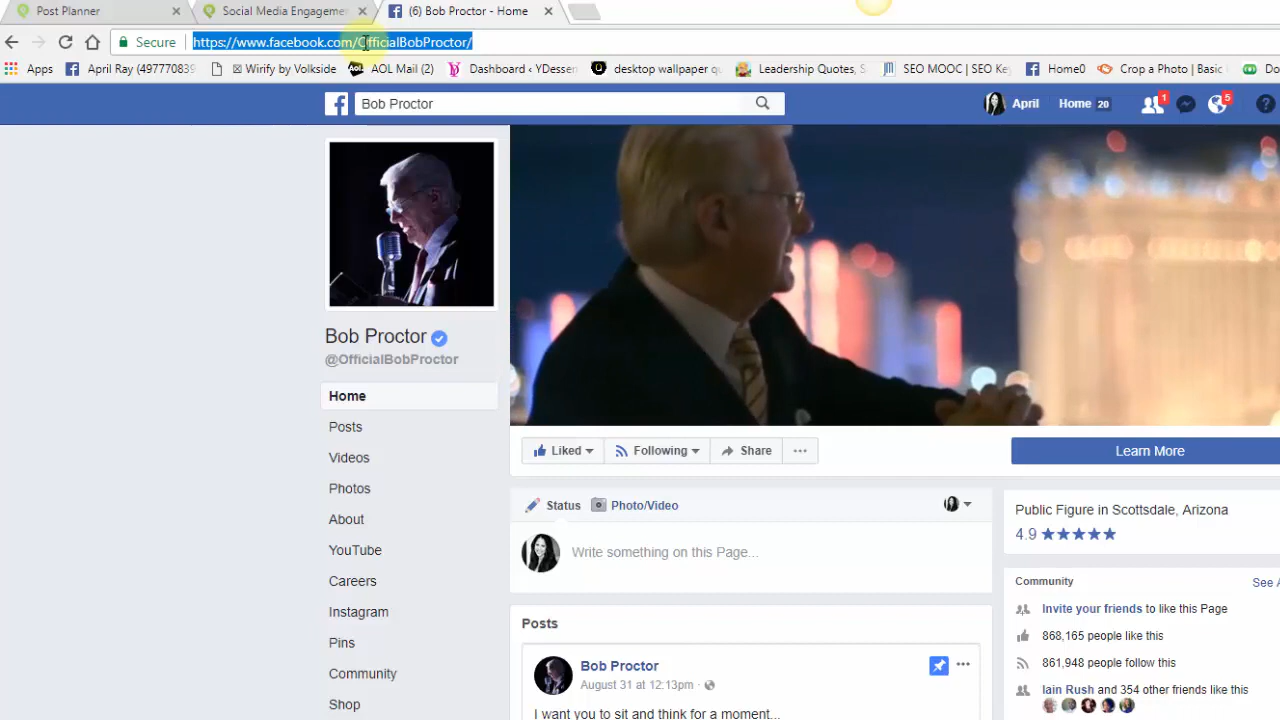 Post Planner
Social Media Engageme
(6) Bob Proctor - Home
Secure
https://www.facebook.com/OfficialBobProctor/
Apps
April Ray (4977770839
Wirify by Volkside
AOL Mail (2)
Dashboard ‹ YDesser
desktop wallpaper qu
Leadership Quotes, S
SEO MOOC | SEO Key
Home0
Crop a Photo | Basic
Do
Bob Proctor
April
Home 20
1
5
Bob Proctor
@OfficialBobProctor
Home
Posts
Videos
Photos
About
YouTube
Careers
Instagram
Pins
Community
Shop
Liked
Following
Share
Learn More
Status
Photo/Video
Write something on this Page...
Posts
Bob Proctor
August 31 at 12:13pm
I want you to sit and think for a moment...
Public Figure in Scottsdale, Arizona
4.9 ★★★★★
Community
See A
Invite your friends to like this Page
868,165 people like this
861,948 people follow this
Iain Rush and 354 other friends like this